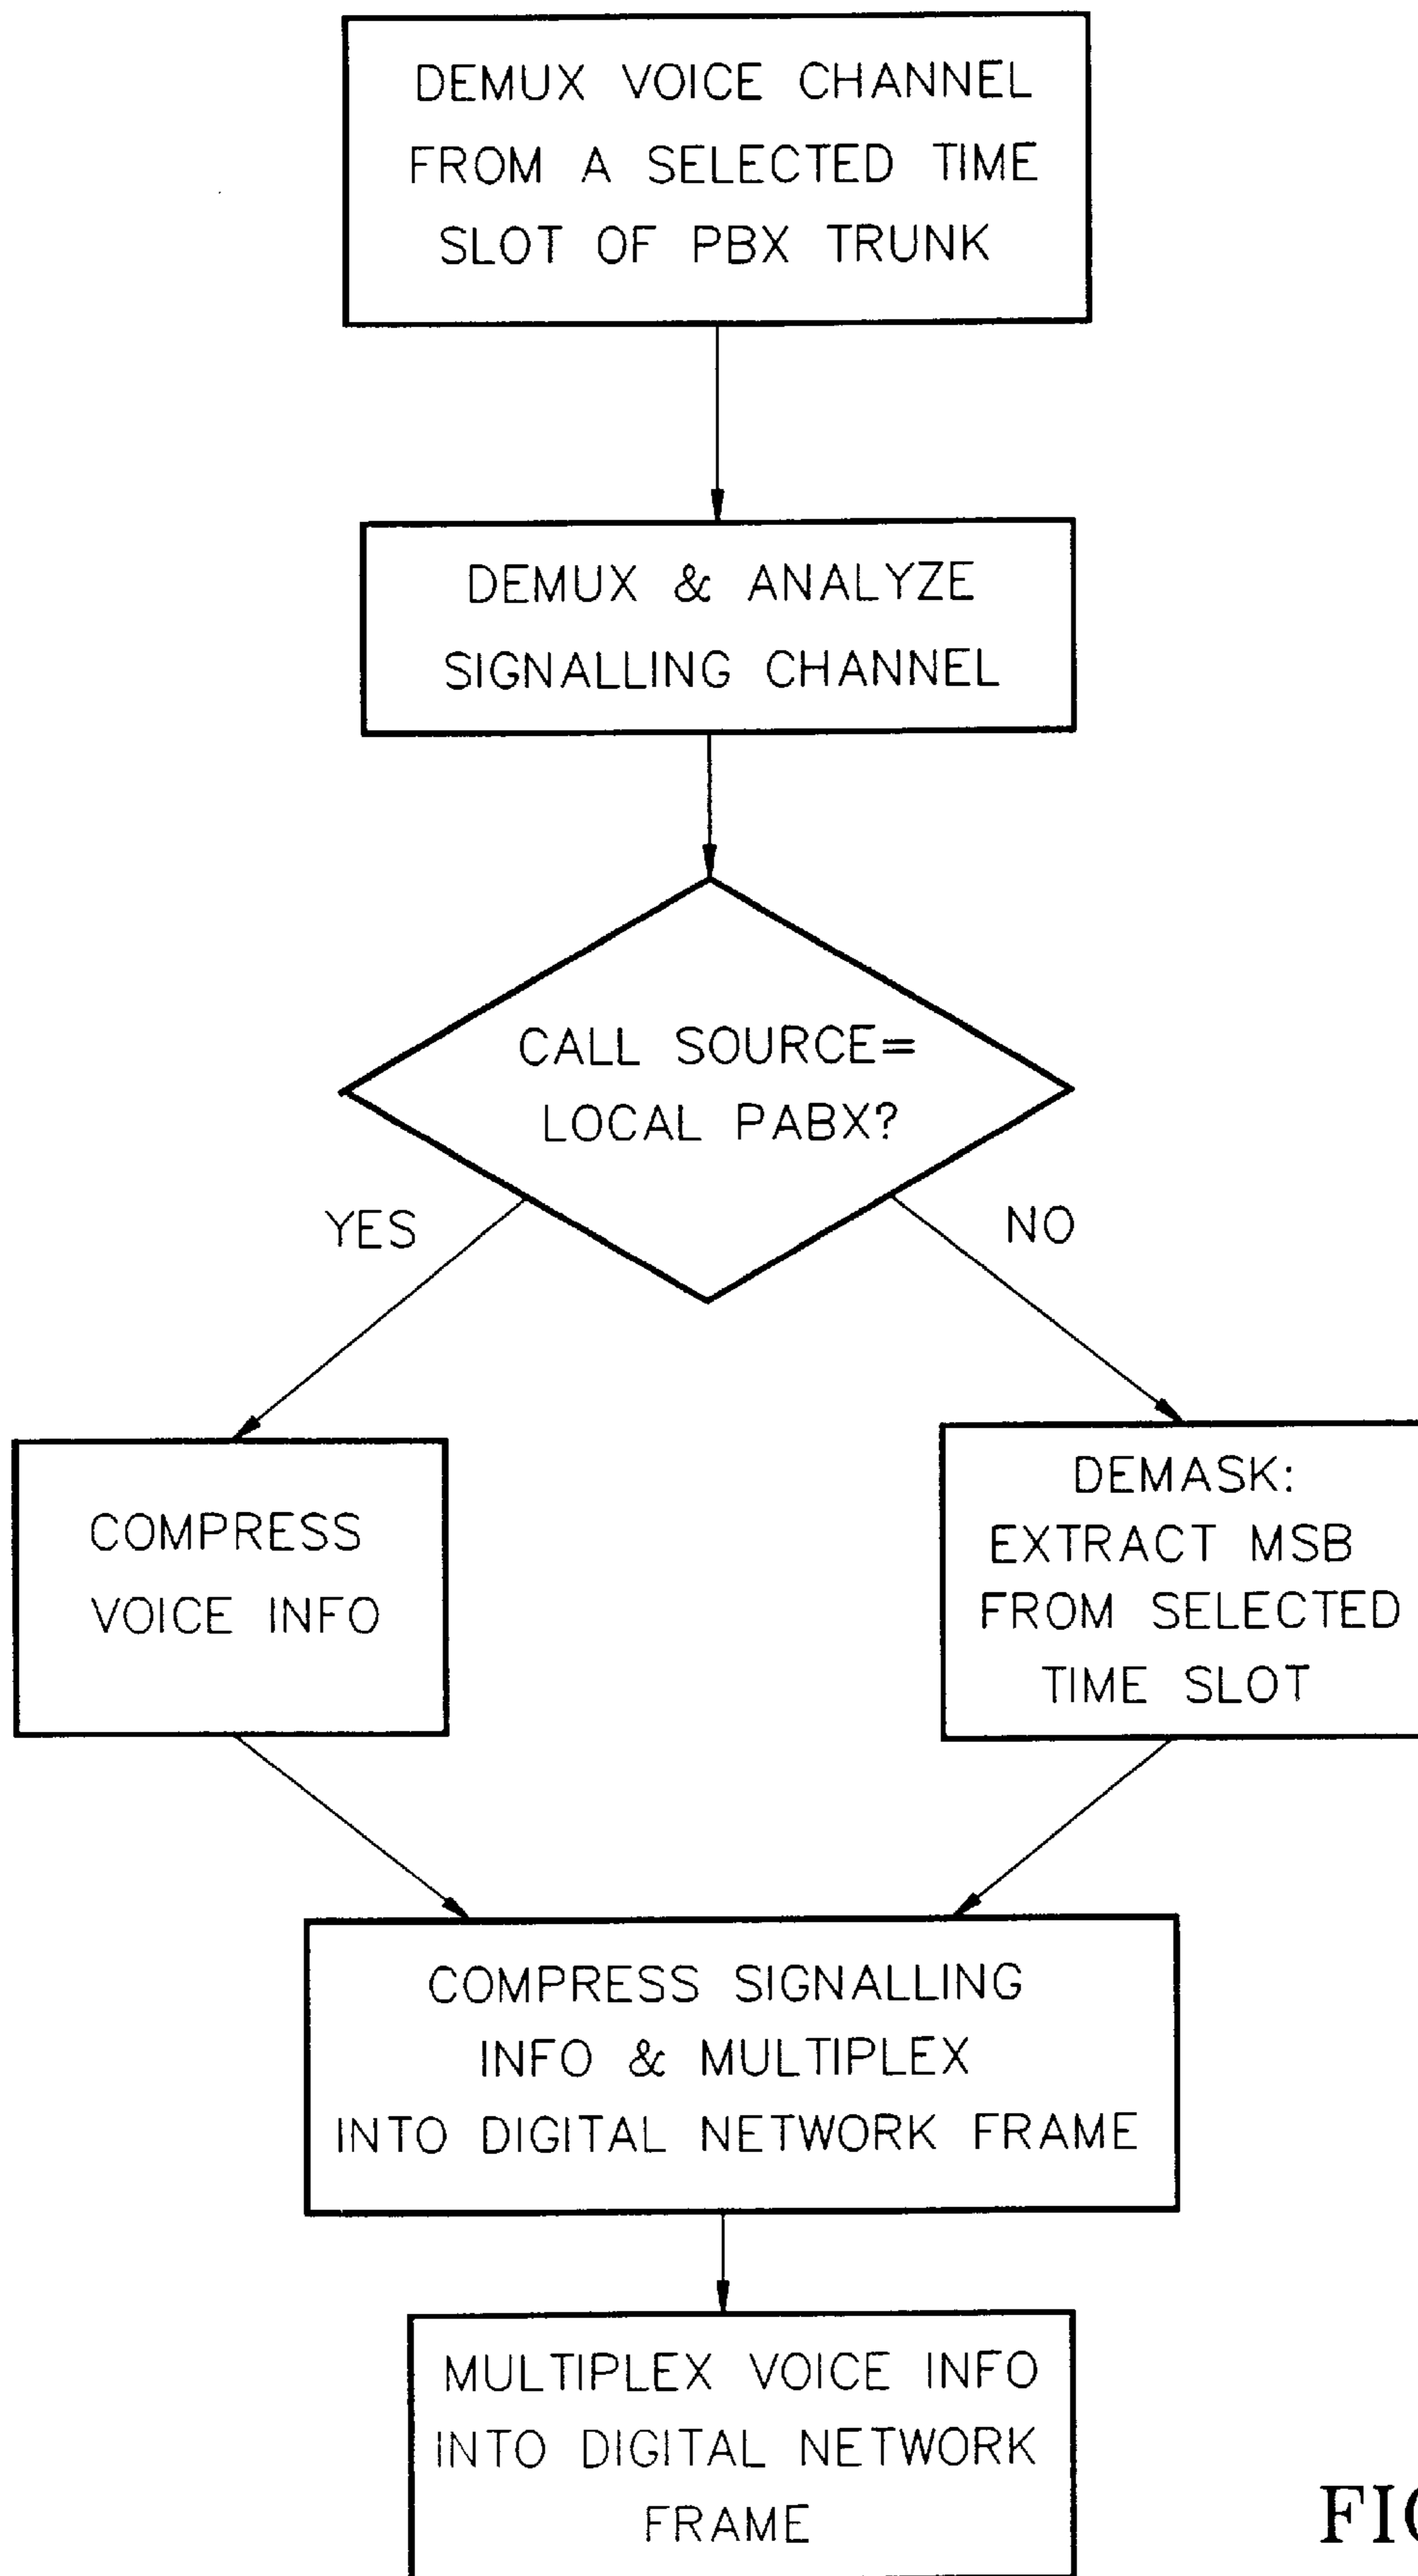 DEMUX VOICE CHANNEL
FROM A SELECTED TIME
SLOT OF PBX TRUNK
DEMUX & ANALYZE
SIGNALLING CHANNEL
CALL SOURCE=
LOCAL PABX?
YES
NO
COMPRESS
VOICE INFO
DEMASK:
EXTRACT MSB
FROM SELECTED
TIME SLOT
COMPRESS SIGNALLING
INFO & MULTIPLEX
INTO DIGITAL NETWORK FRAME
MULTIPLEX VOICE INFO
INTO DIGITAL NETWORK
FRAME